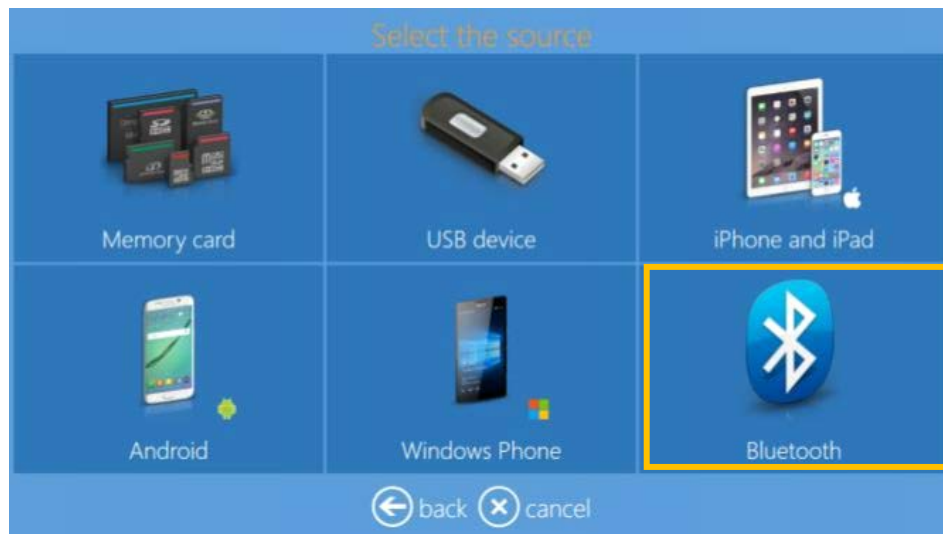 Select the source
Memory card
USB device
iPhone and iPad
Android
Windows Phone
Bluetooth
back
cancel